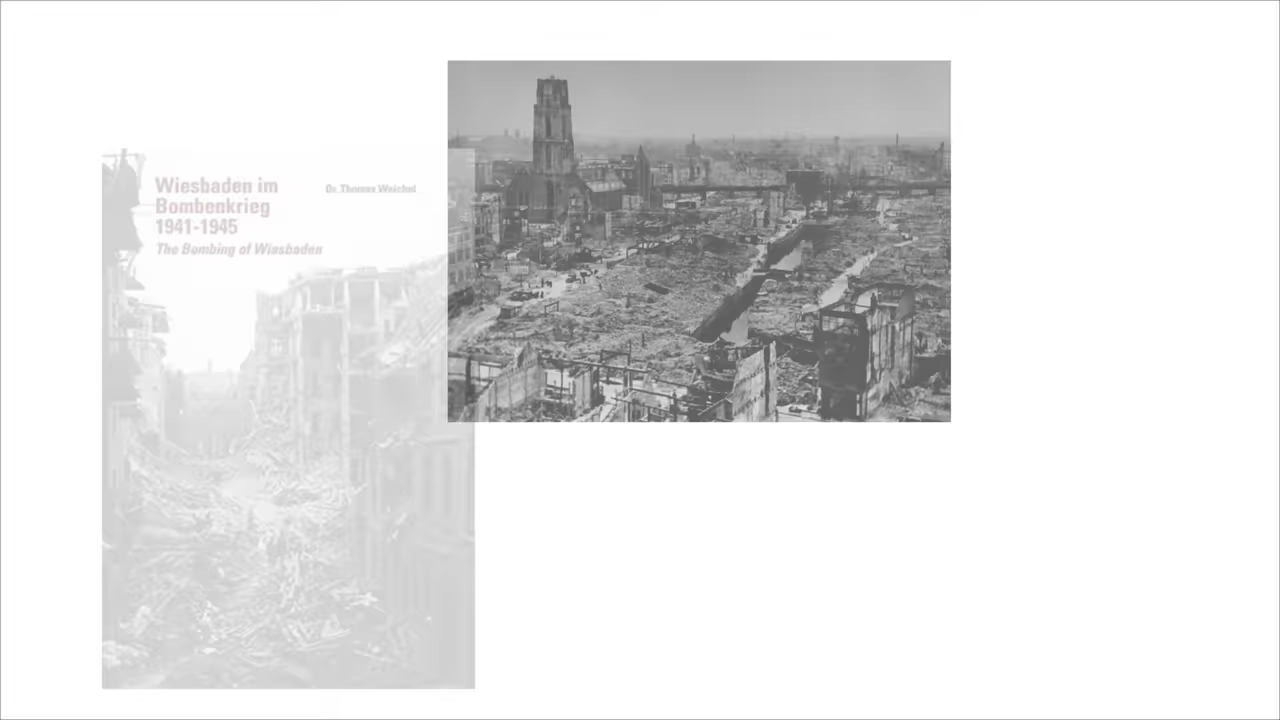 Wiesbaden im
Bombenkrieg
1941-1945
The Bombing of Wiesbaden
Dr. Thomas Weichel